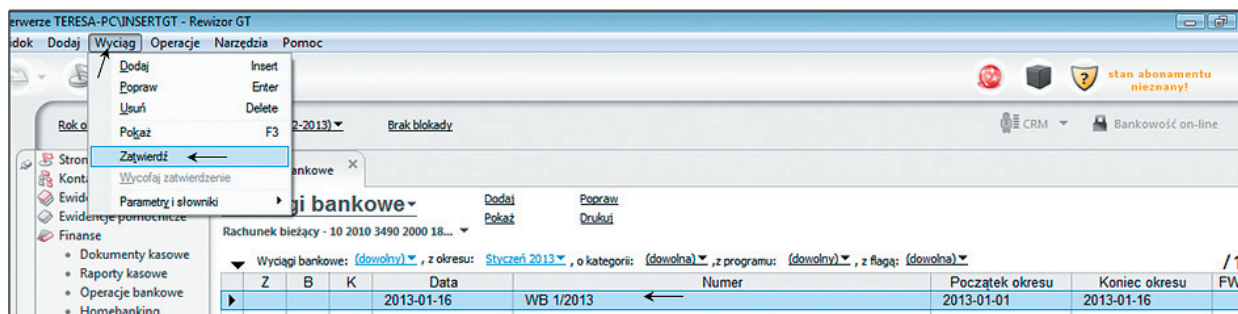 erwerze TERESA-PC\INSERTGT - Rewizor GT
idok Dodaj Wyciąg Operacje Narzędzia Pomoc
Dodaj Insert
Popraw Enter
Usuń Delete
Pokaż F3
Zatwierdź
Wycofaj zatwierdzenie
Parametry i słowniki
stan abonamentu
nieznany!
Rok o 2-2013) Brak blokady CRM Bankowość on-line
Stron
Konta
Ewid
Ewidencje pomocnicze
Finanse
Dokumenty kasowe
Raporty kasowe
Operacje bankowe
Homebanking
ankowe
gi bankowe Dodaj Popraw
Pokaż Drukuj
Rachunek bieżący - 10 2010 3490 2000 18...
Wyciągi bankowe: (dowolny) , z okresu: Styczeń 2013 , o kategorii: (dowolna) ,z programu: (dowolny) , z flagą: (dowolna) / 1
Z B K Data Numer Początek okresu Koniec okresu FW
2013-01-16 WB 1/2013 2013-01-01 2013-01-16